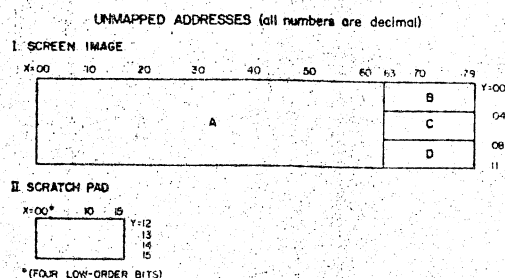 UNMAPPED ADDRESSES (all numbers are decimal)
I. SCREEN IMAGE
X=00 10 20 30 40 50 60 63 70 79
Y=00
B
04
A C
08
D
11
II. SCRATCH PAD
X=00* 10 15
Y=12
13
14
15
*(FOUR LOW-ORDER BITS)